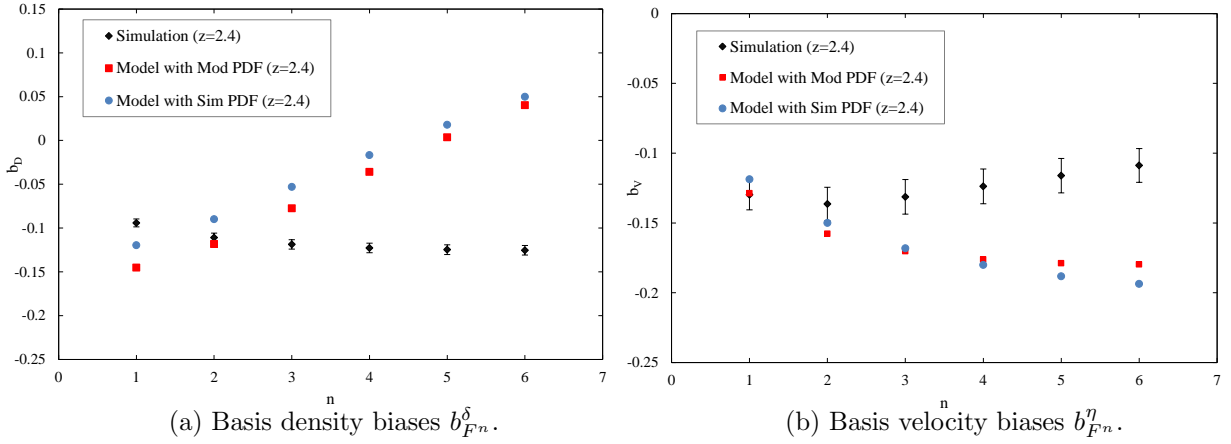 0.15
0.1
0.05
0
-0.05
-0.1
-0.15
-0.2
-0.25
b_D
Simulation (z=2.4)
Model with Mod PDF (z=2.4)
Model with Sim PDF (z=2.4)
0 1 2 3 4 5 6 7
n
(a) Basis density biases $b^{\delta}_{F^n}$.
0
-0.05
-0.1
-0.15
-0.2
-0.25
b_V
Simulation (z=2.4)
Model with Mod PDF (z=2.4)
Model with Sim PDF (z=2.4)
0 1 2 3 4 5 6 7
n
(b) Basis velocity biases $b^{\eta}_{F^n}$.